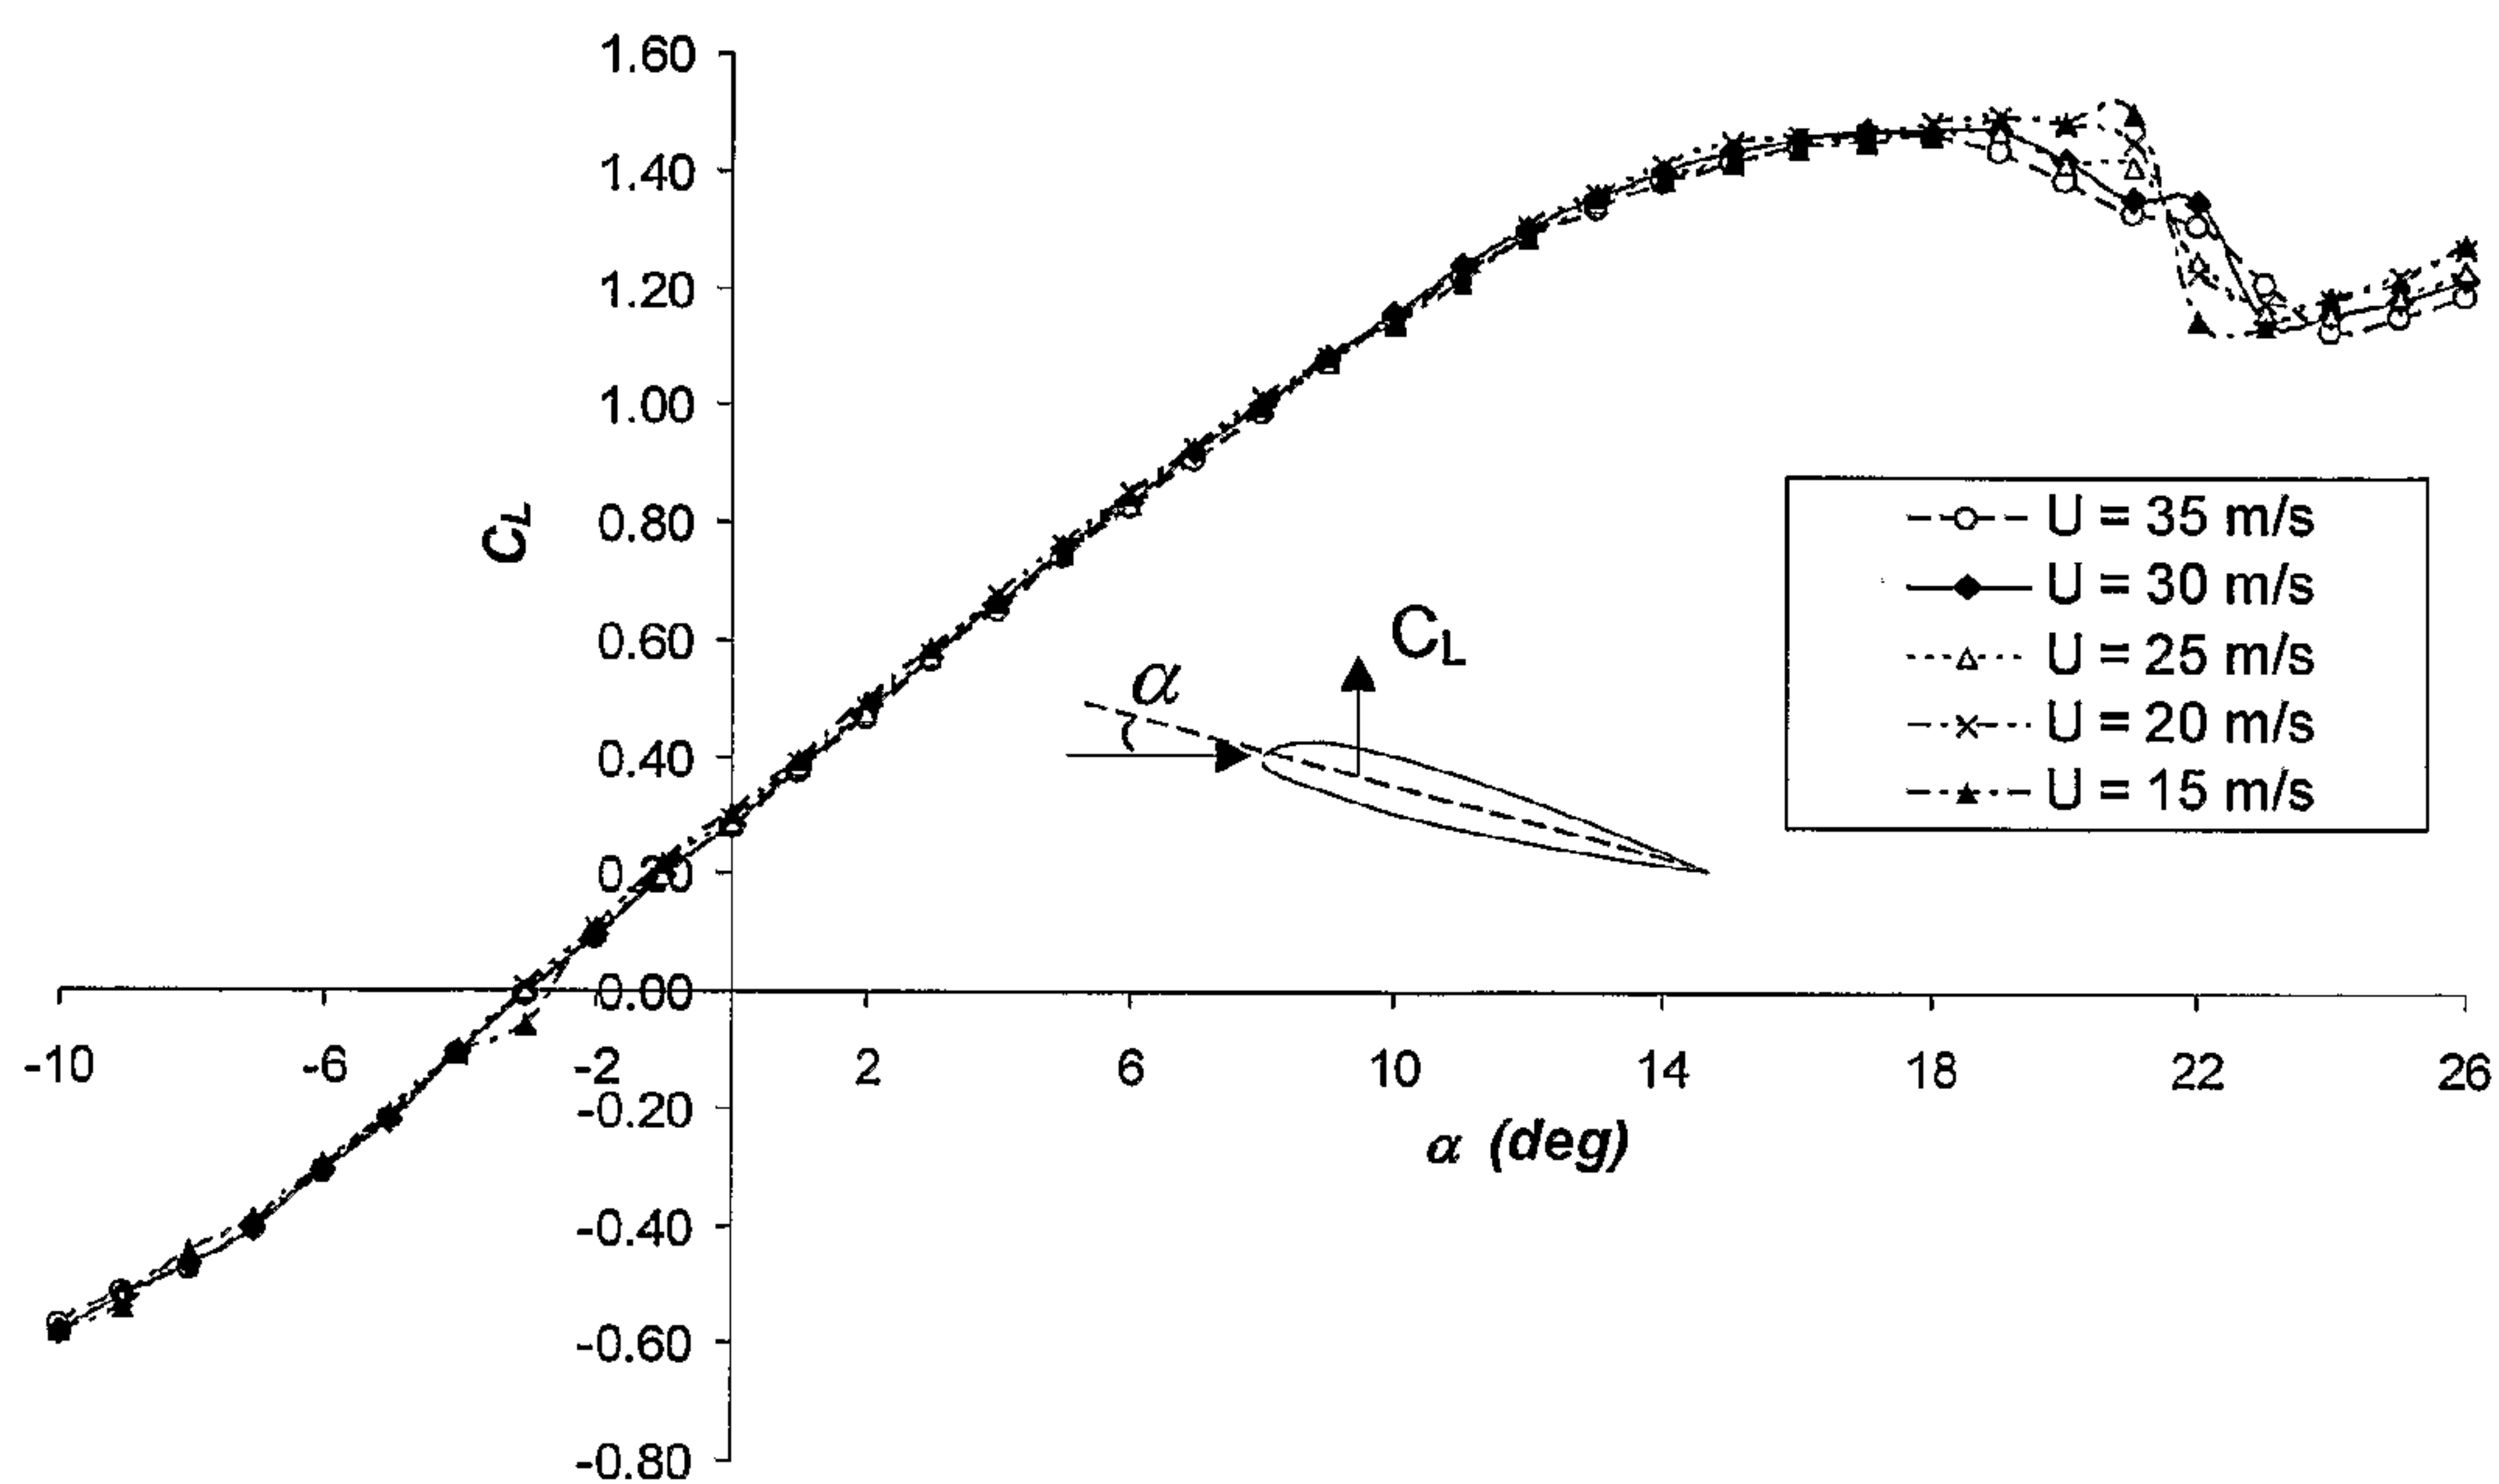 1.60
1.40
1.20
1.00
0.80
0.60
0.40
0.20
0.00
-0.20
-0.40
-0.60
-0.80
C_L
U = 35 m/s
U = 30 m/s
U = 25 m/s
U = 20 m/s
U = 15 m/s
C_L
α
-10 -6 -2 2 6 10 14 18 22 26
α (deg)